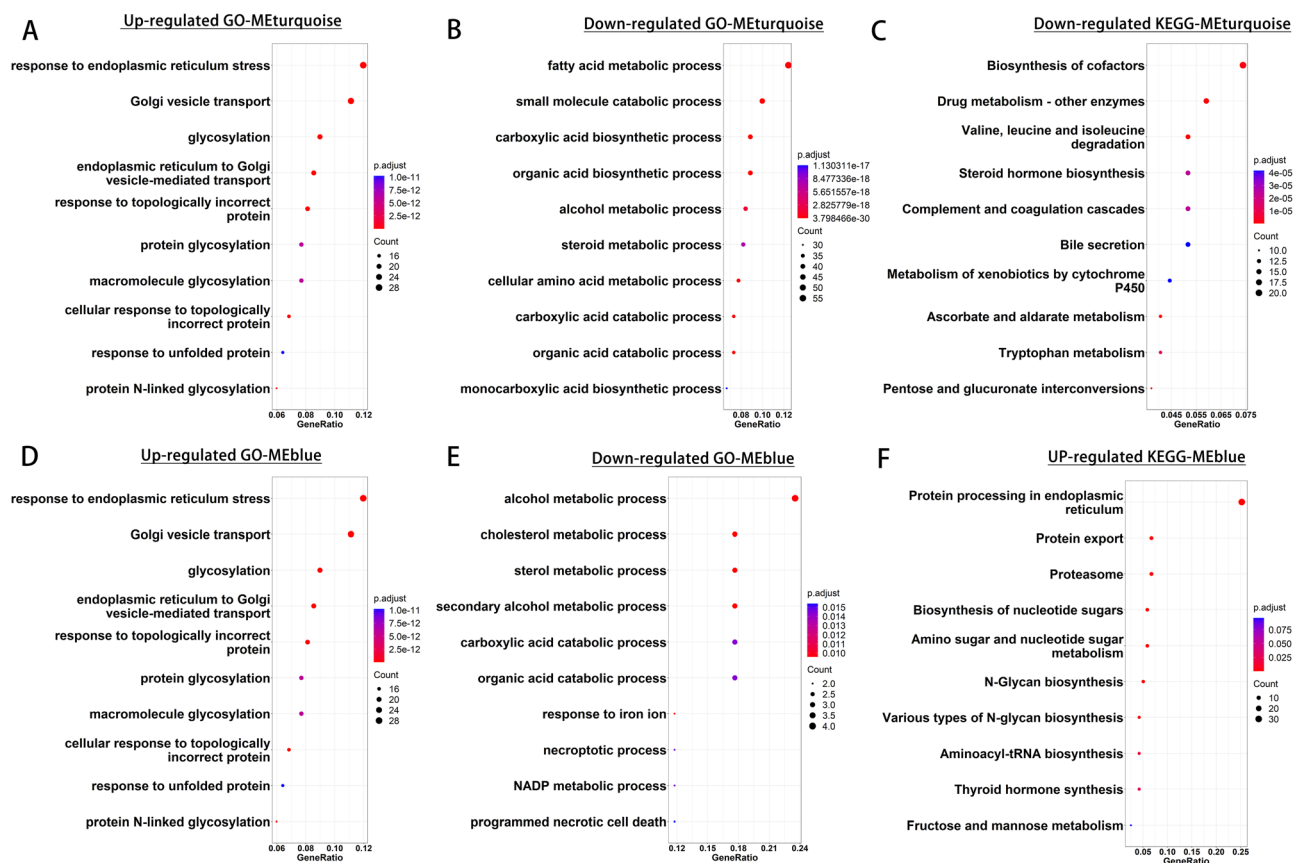 A
Up-regulated GO-MEturquoise
response to endoplasmic reticulum stress
Golgi vesicle transport
glycosylation
endoplasmic reticulum to Golgi
vesicle-mediated transport
response to topologically incorrect
protein
protein glycosylation
macromolecule glycosylation
cellular response to topologically
incorrect protein
response to unfolded protein
protein N-linked glycosylation
0.06 0.08 0.10 0.12
GeneRatio
p.adjust
1.0e-11
7.5e-12
5.0e-12
2.5e-12
Count
16
20
24
28
B
Down-regulated GO-MEturquoise
fatty acid metabolic process
small molecule catabolic process
carboxylic acid biosynthetic process
organic acid biosynthetic process
alcohol metabolic process
steroid metabolic process
cellular amino acid metabolic process
carboxylic acid catabolic process
organic acid catabolic process
monocarboxylic acid biosynthetic process
0.08 0.10 0.12
GeneRatio
p.adjust
1.130311e-17
8.477336e-18
5.651557e-18
2.825779e-18
3.798466e-30
Count
30
35
40
45
50
55
C
Down-regulated KEGG-MEturquoise
Biosynthesis of cofactors
Drug metabolism - other enzymes
Valine, leucine and isoleucine
degradation
Steroid hormone biosynthesis
Complement and coagulation cascades
Bile secretion
Metabolism of xenobiotics by cytochrome
P450
Ascorbate and aldarate metabolism
Tryptophan metabolism
Pentose and glucuronate interconversions
0.045 0.055 0.065 0.075
GeneRatio
p.adjust
4e-05
3e-05
2e-05
1e-05
Count
10.0
12.5
15.0
17.5
20.0
D
Up-regulated GO-MEblue
response to endoplasmic reticulum stress
Golgi vesicle transport
glycosylation
endoplasmic reticulum to Golgi
vesicle-mediated transport
response to topologically incorrect
protein
protein glycosylation
macromolecule glycosylation
cellular response to topologically
incorrect protein
response to unfolded protein
protein N-linked glycosylation
0.06 0.08 0.10 0.12
GeneRatio
p.adjust
1.0e-11
7.5e-12
5.0e-12
2.5e-12
Count
16
20
24
28
E
Down-regulated GO-MEblue
alcohol metabolic process
cholesterol metabolic process
sterol metabolic process
secondary alcohol metabolic process
carboxylic acid catabolic process
organic acid catabolic process
response to iron ion
necroptotic process
NADP metabolic process
programmed necrotic cell death
0.12 0.14 0.16 0.18 0.20 0.21 0.24
GeneRatio
p.adjust
0.015
0.014
0.013
0.012
0.011
0.010
Count
2.0
2.5
3.0
3.5
4.0
F
UP-regulated KEGG-MEblue
Protein processing in endoplasmic
reticulum
Protein export
Proteasome
Biosynthesis of nucleotide sugars
Amino sugar and nucleotide sugar
metabolism
N-Glycan biosynthesis
Various types of N-glycan biosynthesis
Aminoacyl-tRNA biosynthesis
Thyroid hormone synthesis
Fructose and mannose metabolism
0.05 0.10 0.15 0.20 0.25
GeneRatio
p.adjust
0.075
0.050
0.025
Count
10
20
30